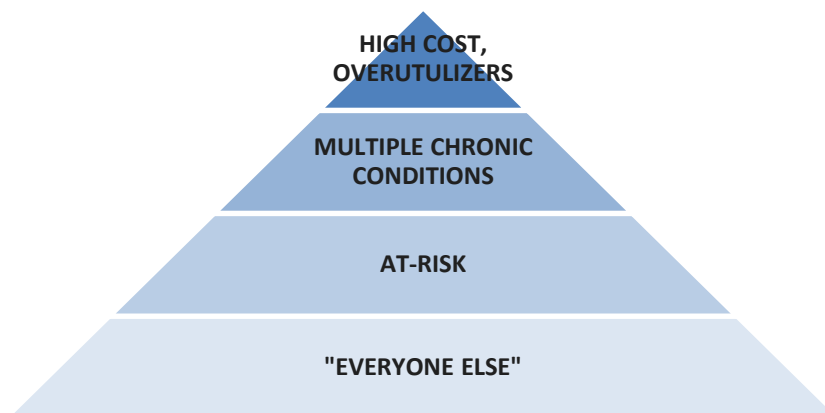 HIGH COST,
OVERUTULIZERS
MULTIPLE CHRONIC
CONDITIONS
AT-RISK
"EVERYONE ELSE"